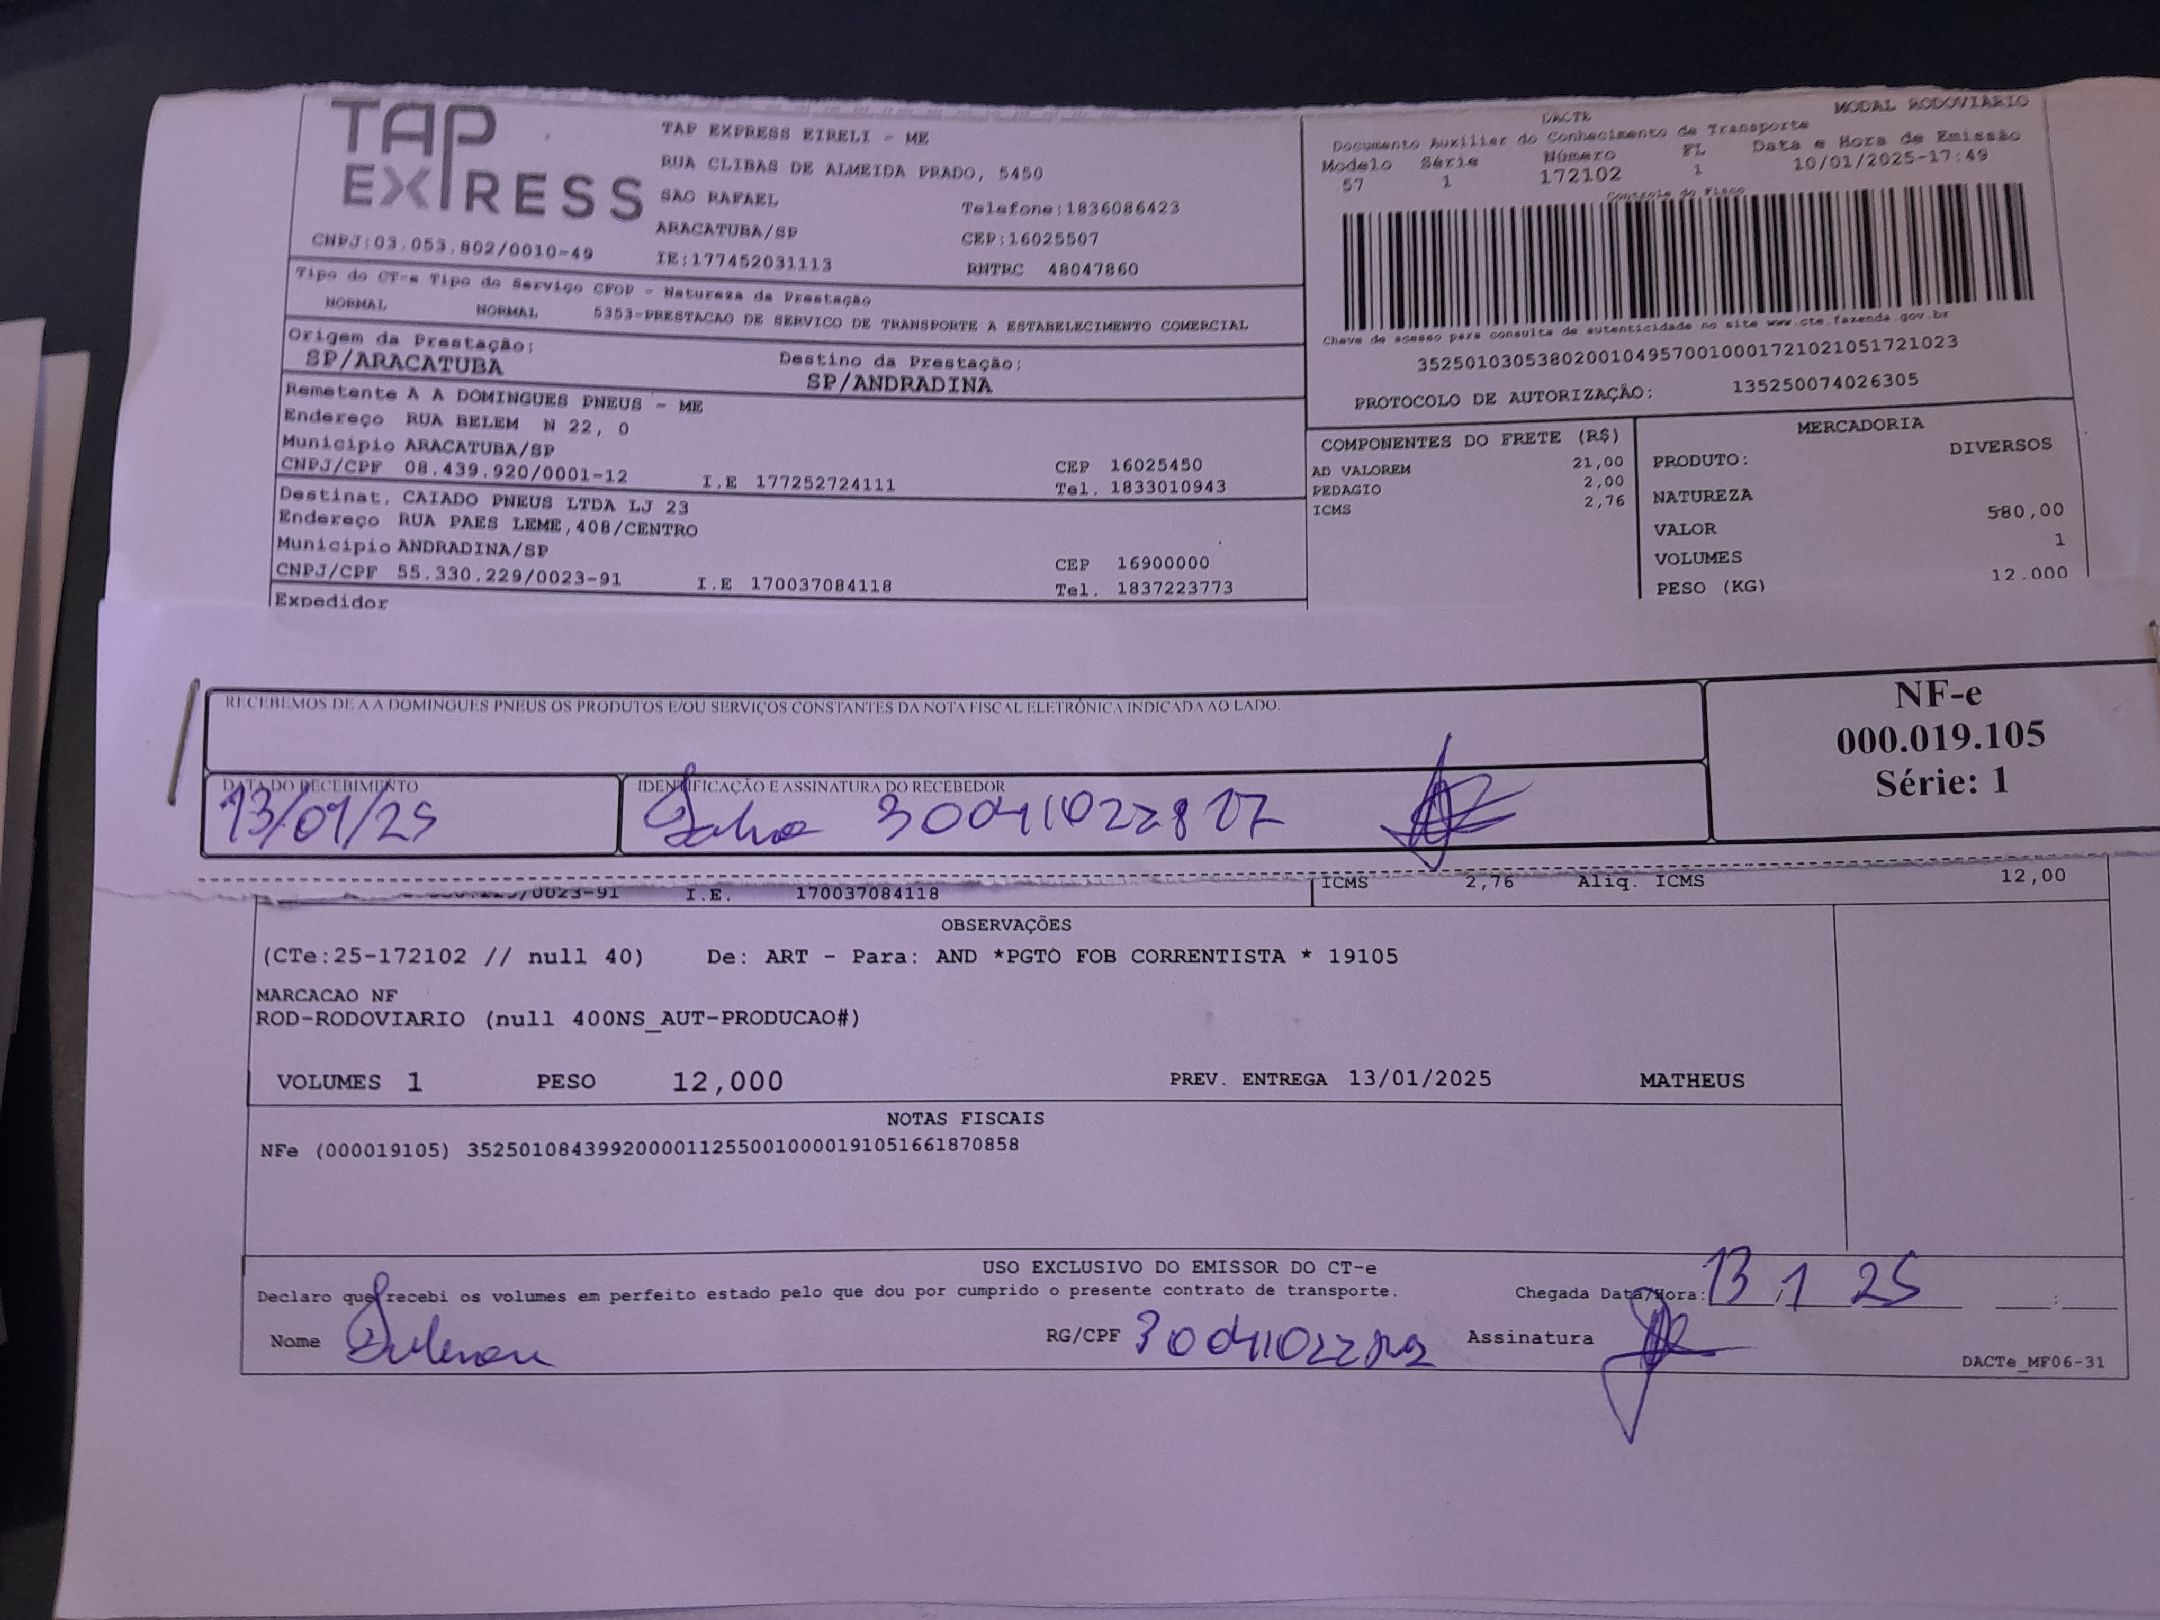 TAP EXPRESS
TAP EXPRESS EIRELI - ME
RUA CLIBAS DE ALMEIDA PRADO, 5450
SAO RAFAEL Telefone:1836086423
ARACATUBA/SP CEP:16025507
CNPJ:03.053.802/0010-49 IE:177452031113 RNTRC 48047860
DACTE MODAL RODOVIÁRIO
Documento Auxiliar do Conhecimento de Transporte
Modelo Série Número FL Data e Hora de Emissão
57 1 172102 1 10/01/2025-17:49
Controle do Fisco
Chave de acesso para consulta de autenticidade no site www.cte.fazenda.gov.br
35250103053802001049570010001721021051721023
PROTOCOLO DE AUTORIZAÇÃO: 135250074026305
Tipo do CT-e Tipo do Serviço CFOP - Natureza da Prestação
NORMAL NORMAL 5353-PRESTACAO DE SERVICO DE TRANSPORTE A ESTABELECIMENTO COMERCIAL
Origem da Prestação: Destino da Prestação:
SP/ARACATUBA SP/ANDRADINA
Remetente A A DOMINGUES PNEUS - ME
Endereço RUA BELEM N 22, 0
Município ARACATUBA/SP CEP 16025450
CNPJ/CPF 08.439.920/0001-12 I.E 177252724111 Tel. 1833010943
Destinat. CAIADO PNEUS LTDA LJ 23
Endereço RUA PAES LEME,408/CENTRO
Município ANDRADINA/SP CEP 16900000
CNPJ/CPF 55.330.229/0023-91 I.E 170037084118 Tel. 1837223773
Expedidor
COMPONENTES DO FRETE (R$)
AD VALOREM 21,00
PEDAGIO 2,00
ICMS 2,76
MERCADORIA
PRODUTO: DIVERSOS
NATUREZA
VALOR 580,00
VOLUMES 1
PESO (KG) 12.000
RECEBEMOS DE A A DOMINGUES PNEUS OS PRODUTOS E/OU SERVIÇOS CONSTANTES DA NOTA FISCAL ELETRÔNICA INDICADA AO LADO.
NF-e
000.019.105
Série: 1
DATA DO RECEBIMENTO IDENTIFICAÇÃO E ASSINATURA DO RECEBEDOR
13/01/25
/0023-91 I.E. 170037084118 ICMS 2,76 Aliq. ICMS 12,00
OBSERVAÇÕES
(CTe:25-172102 // null 40) De: ART - Para: AND *PGTO FOB CORRENTISTA * 19105
MARCACAO NF
ROD-RODOVIARIO (null 400NS_AUT-PRODUCAO#)
VOLUMES 1 PESO 12,000 PREV. ENTREGA 13/01/2025 MATHEUS
NOTAS FISCAIS
NFe (000019105) 35250108439920000112550010000191051661870858
USO EXCLUSIVO DO EMISSOR DO CT-e
Declaro que recebi os volumes em perfeito estado pelo que dou por cumprido o presente contrato de transporte. Chegada Data/Hora: 13 1 25 :
Nome RG/CPF Assinatura
DACTe_MF06-31